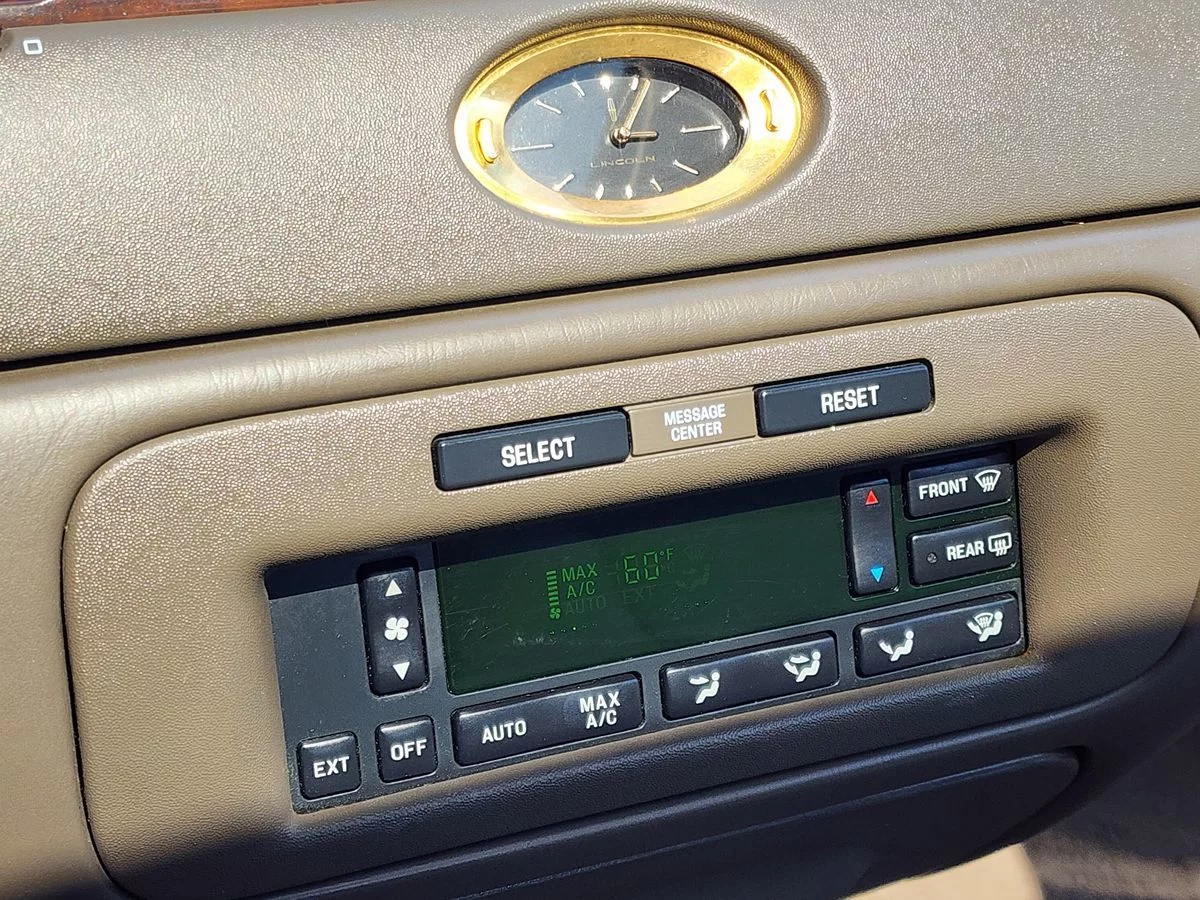 LINCOLN
SELECT
MESSAGE
CENTER
RESET
FRONT
REAR
MAX
A/C
AUTO
60°F
EXT
EXT
OFF
AUTO
MAX
A/C